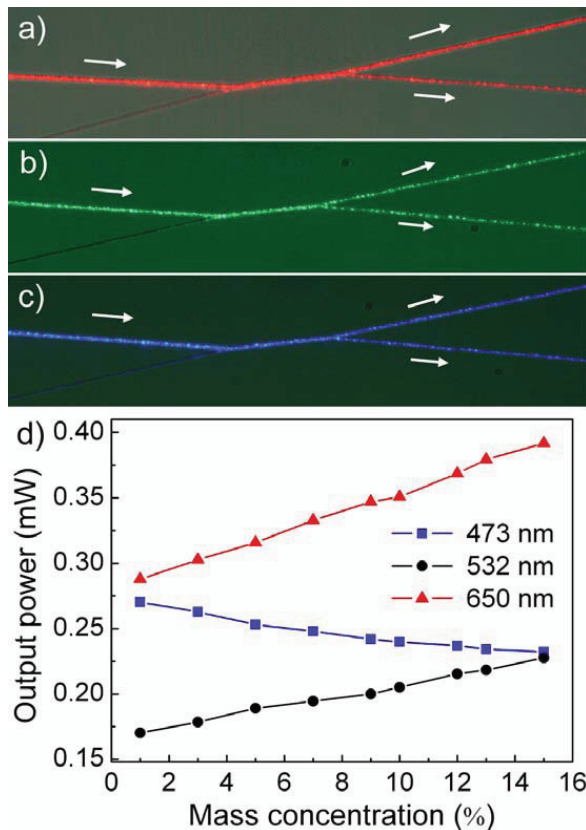 a)
b)
c)
d)
0.40
0.35
0.30
0.25
0.20
0.15
Output power (mW)
473 nm
532 nm
650 nm
0 2 4 6 8 10 12 14 16
Mass concentration (%)